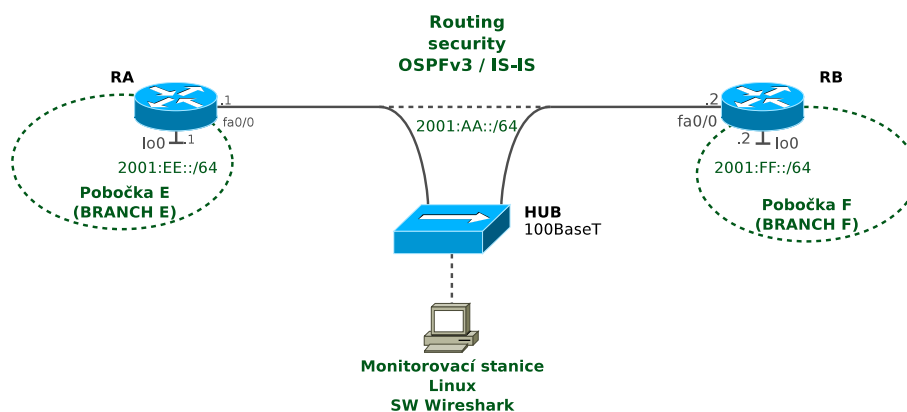 Routing
security
OSPFv3 / IS-IS
RA
RB
.1
.2
fa0/0
fa0/0
2001:AA::/64
lo0
.1
.2
lo0
2001:EE::/64
2001:FF::/64
Pobočka E
(BRANCH E)
Pobočka F
(BRANCH F)
HUB
100BaseT
Monitorovací stanice
Linux
SW Wireshark